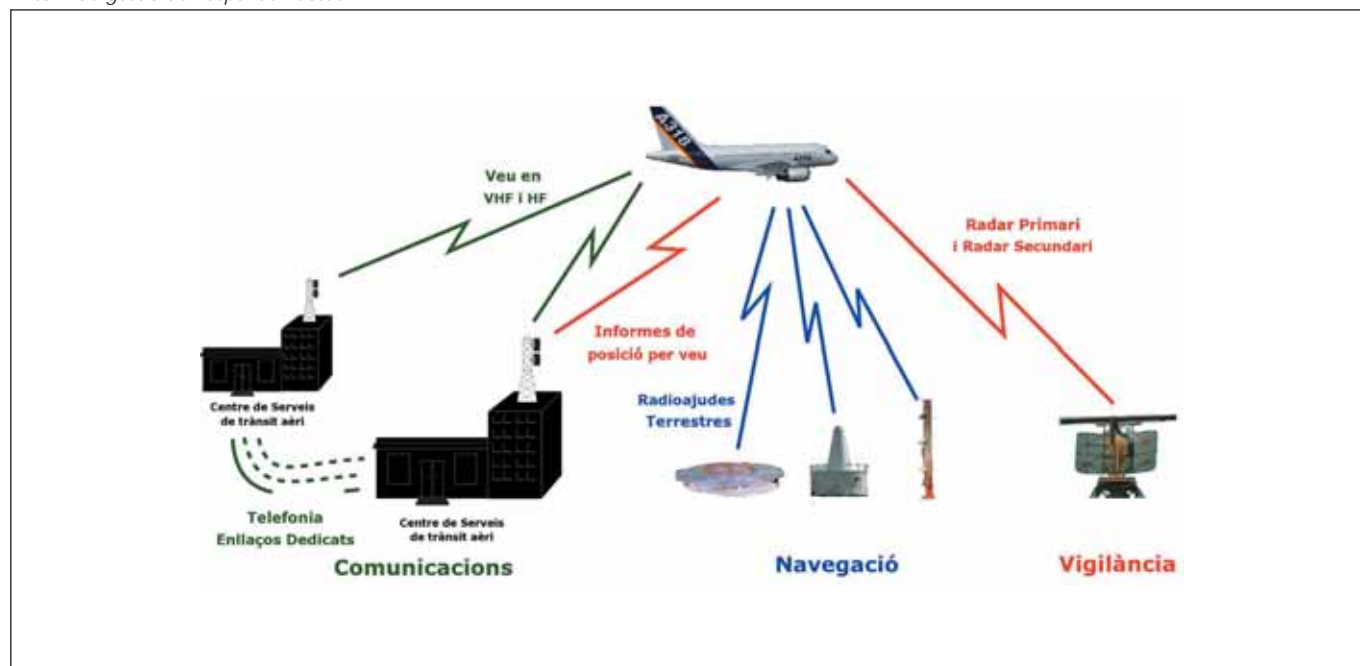 A318
Veu en
VHF i HF
Radar Primari
i Radar Secundari
Informes de
posició per veu
Radioajudes
Terrestres
Centre de Serveis
de trànsit aèri
Centre de Serveis
de trànsit aèri
Telefonia
Enllaços Dedicats
Comunicacions
Navegació
Vigilància